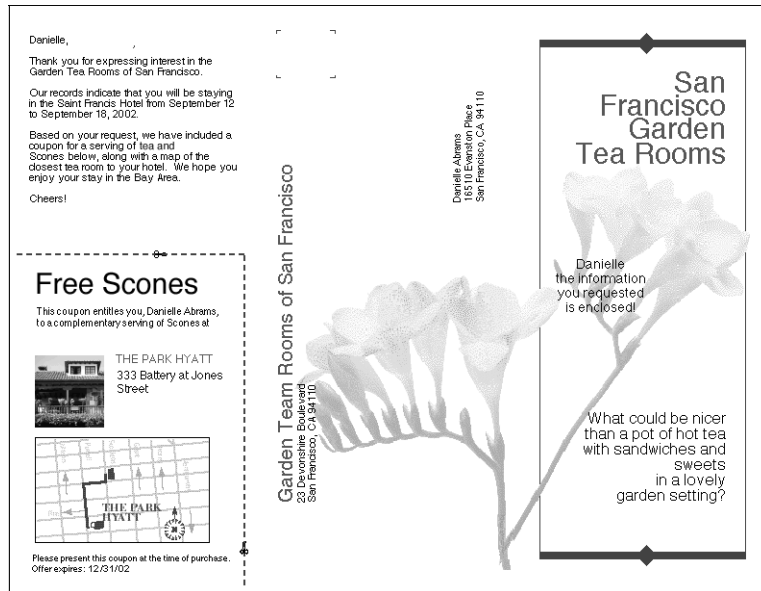 Danielle, ,
Thank you for expressing interest in the
Garden Tea Rooms of San Francisco.
Our records indicate that you will be staying
in the Saint Francis Hotel from September 12
to September 18, 2002.
Based on your request, we have included a
coupon for a serving of tea and
Scones below, along with a map of the
closest tea room to your hotel. We hope you
enjoy your stay in the Bay Area.
Cheers!
Free Scones
This coupon entitles you, Danielle Abrams,
to a complementary serving of Scones at
THE PARK HYATT
333 Battery at Jones
Street
THE PARK
HYATT
Please present this coupon at the time of purchase.
Offer expires: 12/31/02
Garden Team Rooms of San Francisco
23 Devonshire Boulevard
San Francisco, CA 94110
Danielle Abrams
16510 Evanston Place
San Francisco, CA 94110
San
Francisco
Garden
Tea Rooms
Danielle
the information
you requested
is enclosed!
What could be nicer
than a pot of hot tea
with sandwiches and
sweets
in a lovely
garden setting?